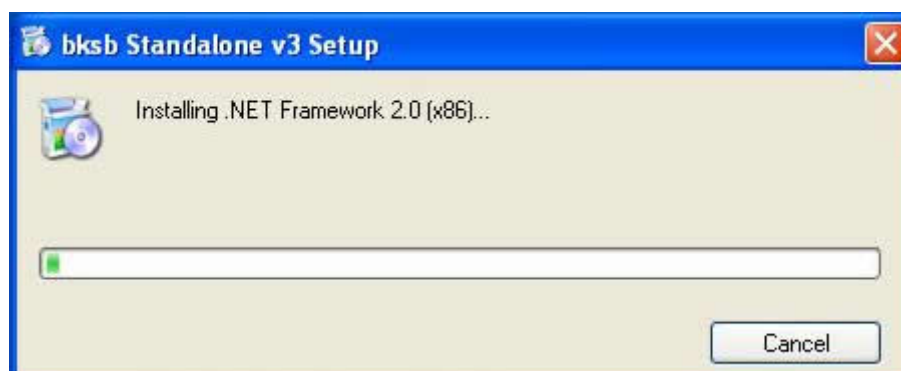 bksb Standalone v3 Setup
Installing .NET Framework 2.0 (x86)...
Cancel